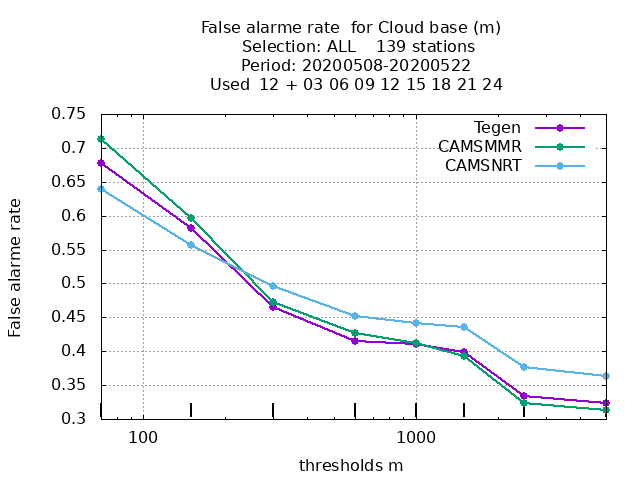 False alarme rate  for Cloud base (m)
Selection: ALL    139 stations
Period: 20200508-20200522
Used  12 + 03 06 09 12 15 18 21 24
Tegen
CAMSMMR
CAMSNRT
0.75
0.7
0.65
0.6
0.55
0.5
0.45
0.4
0.35
0.3
False alarme rate
100
1000
thresholds m